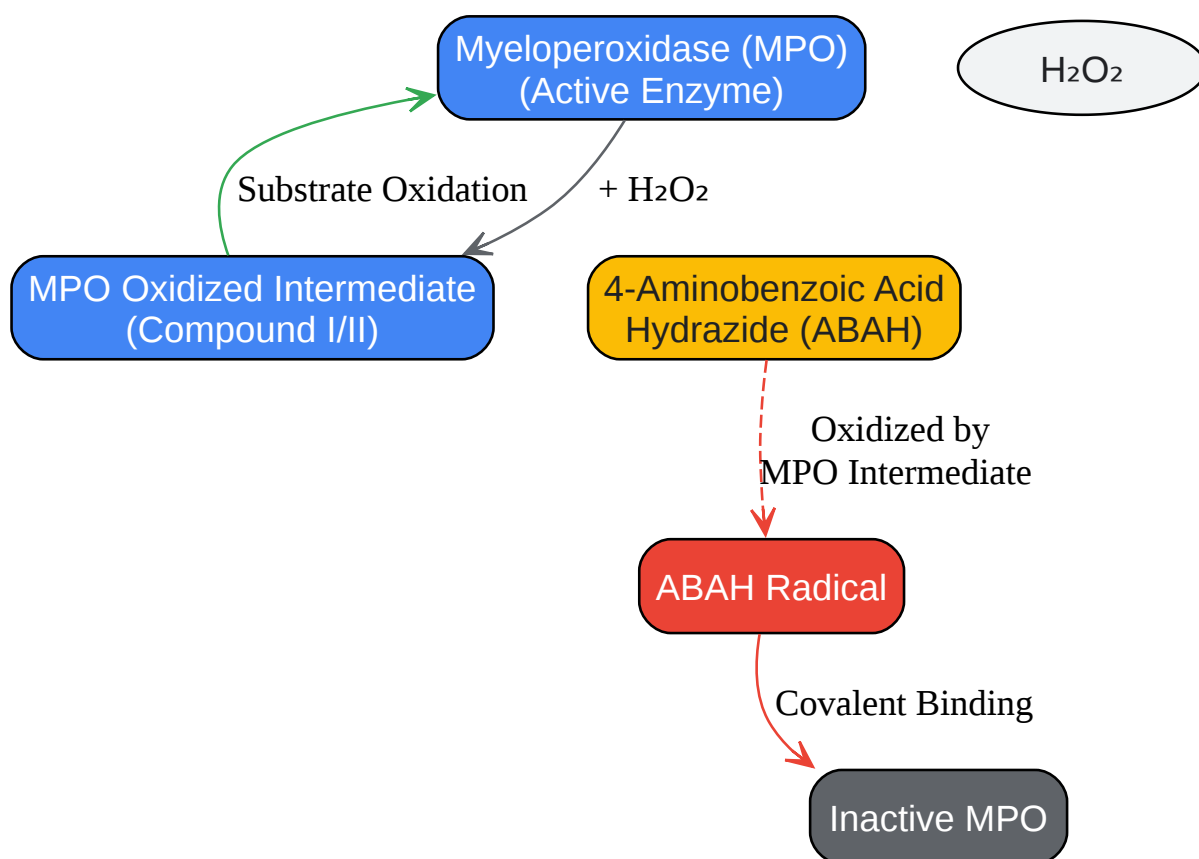 Myeloperoxidase (MPO)
(Active Enzyme)
H₂O₂
Substrate Oxidation
+ H₂O₂
MPO Oxidized Intermediate
(Compound I/II)
4-Aminobenzoic Acid
Hydrazide (ABAH)
Oxidized by
MPO Intermediate
ABAH Radical
Covalent Binding
Inactive MPO